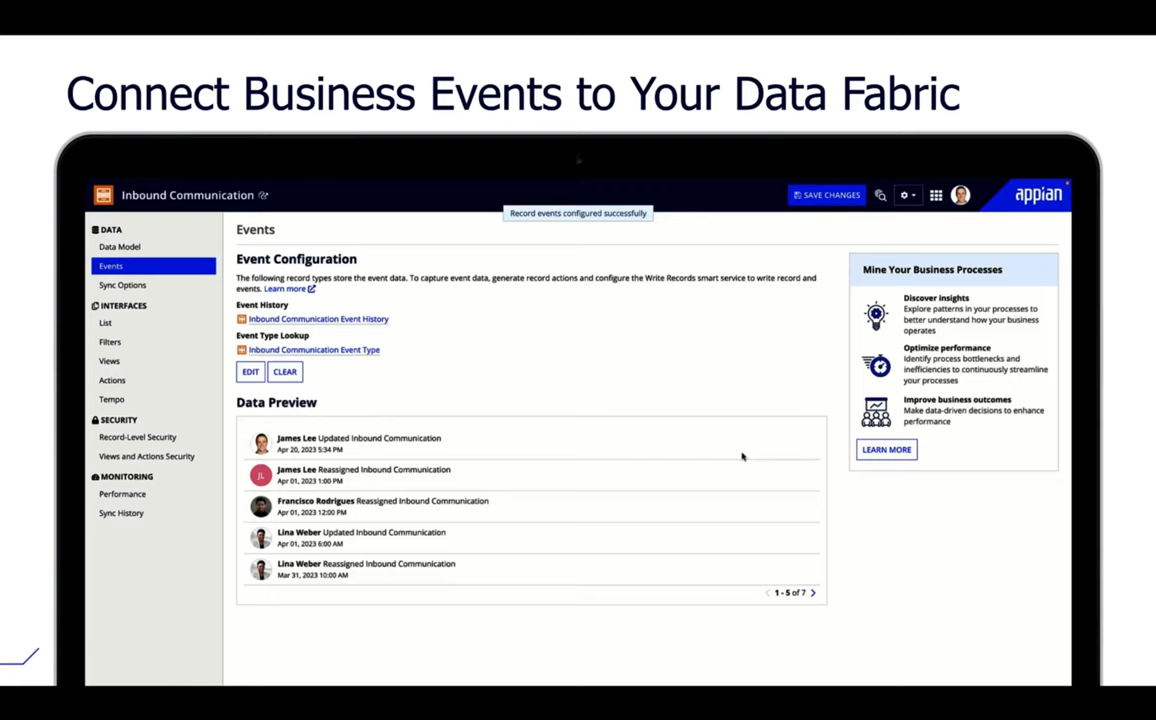 Connect Business Events to Your Data Fabric
Inbound Communication
Record events configured successfully
SAVE CHANGES
appian
DATA
Data Model
Events
Sync Options
INTERFACES
List
Filters
Views
Actions
Tempo
SECURITY
Record-Level Security
Views and Actions Security
MONITORING
Performance
Sync History
Events
Event Configuration
The following record types store the event data. To capture event data, generate record actions and configure the Write Records smart service to write record and
events. Learn more
Event History
Inbound Communication Event History
Event Type Lookup
Inbound Communication Event Type
EDIT CLEAR
Data Preview
James Lee Updated Inbound Communication
Apr 20, 2023 5:34 PM
JL
James Lee Reassigned Inbound Communication
Apr 01, 2023 1:00 PM
Francisco Rodrigues Reassigned Inbound Communication
Apr 01, 2023 12:00 PM
Lina Weber Updated Inbound Communication
Apr 01, 2023 6:00 AM
Lina Weber Reassigned Inbound Communication
Mar 31, 2023 10:00 AM
1 - 5 of 7
Mine Your Business Processes
Discover insights
Explore patterns in your processes to
better understand how your business
operates
Optimize performance
Identify process bottlenecks and
inefficiencies to continuously streamline
your processes
Improve business outcomes
Make data-driven decisions to enhance
performance
LEARN MORE